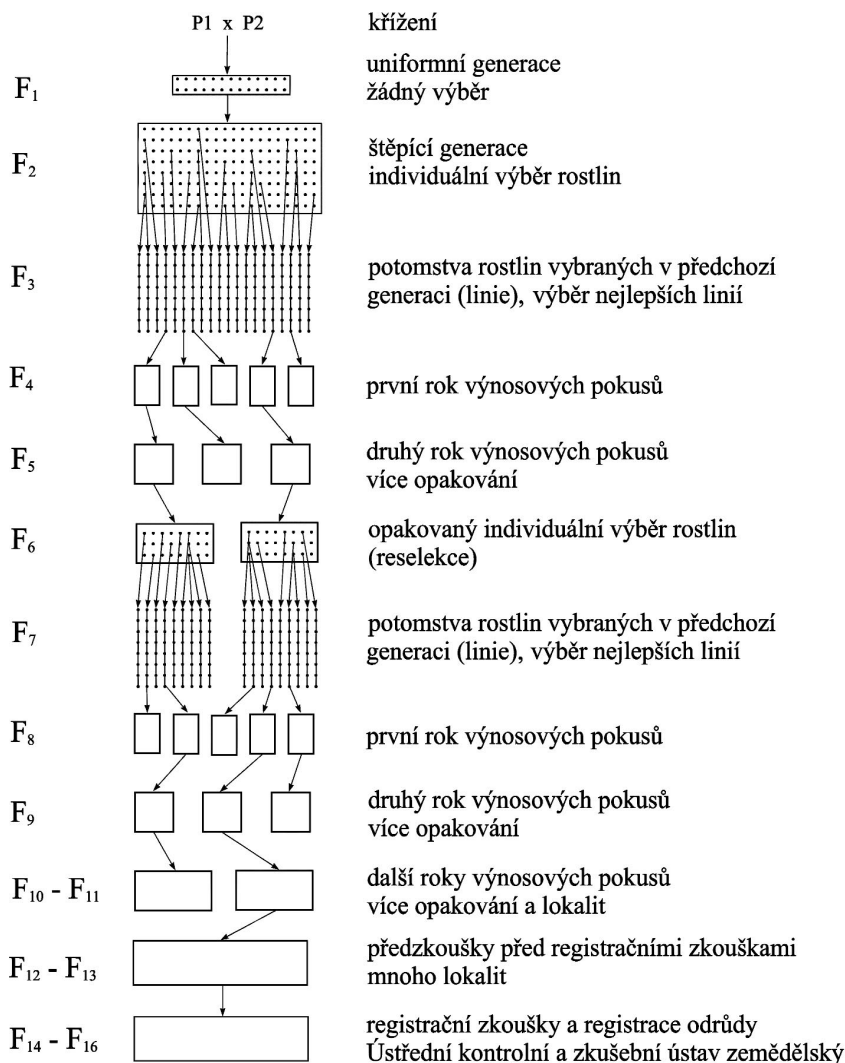 P1 x P2 křížení
F₁ uniformní generace
žádný výběr
F₂ štěpící generace
individuální výběr rostlin
F₃ potomstva rostlin vybraných v předchozí
generaci (linie), výběr nejlepších linií
F₄ první rok výnosových pokusů
F₅ druhý rok výnosových pokusů
více opakování
F₆ opakovaný individuální výběr rostlin
(reselekce)
F₇ potomstva rostlin vybraných v předchozí
generaci (linie), výběr nejlepších linií
F₈ první rok výnosových pokusů
F₉ druhý rok výnosových pokusů
více opakování
F₁₀ - F₁₁ další roky výnosových pokusů
více opakování a lokalit
F₁₂ - F₁₃ předzkoušky před registračními zkouškami
mnoho lokalit
F₁₄ - F₁₆ registrační zkoušky a registrace odrůdy
Ústřední kontrolní a zkušební ústav zemědělský